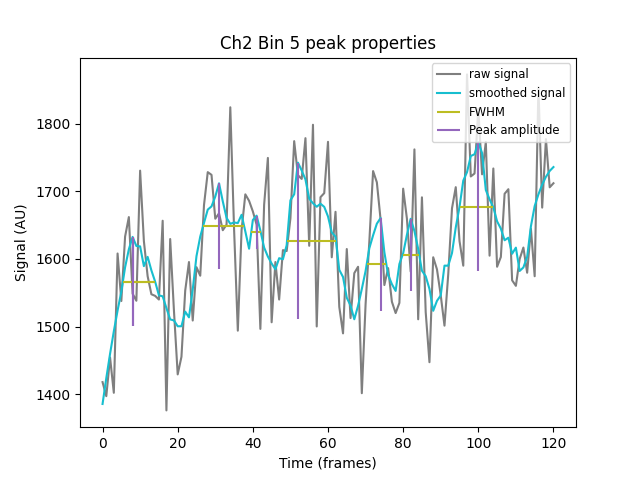 Ch2 Bin 5 peak properties
raw signal
smoothed signal
FWHM
Peak amplitude
Signal (AU)
1800
1700
1600
1500
1400
0 20 40 60 80 100 120
Time (frames)